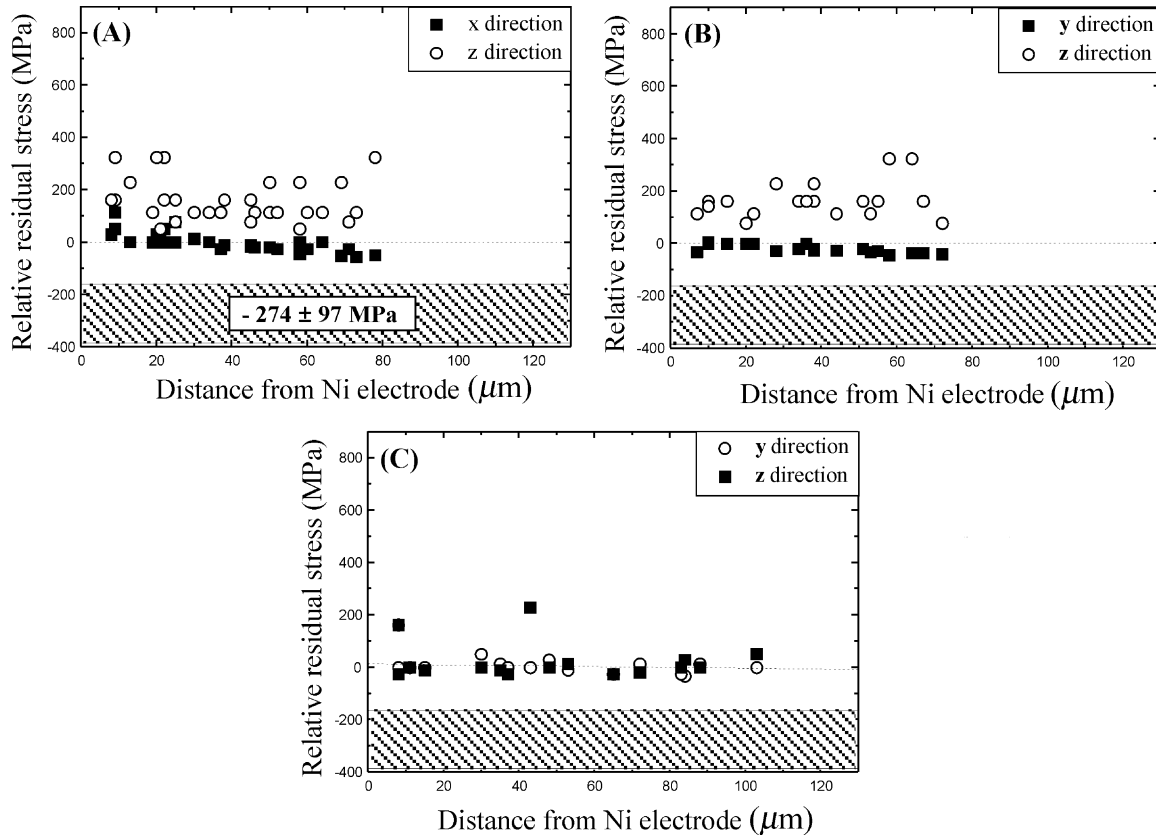 (A)
x direction
z direction
Relative residual stress (MPa)
800
600
400
200
0
-200
-400
- 274 ± 97 MPa
0 20 40 60 80 100 120
Distance from Ni electrode (μm)
(B)
y direction
z direction
Relative residual stress (MPa)
800
600
400
200
0
-200
-400
0 20 40 60 80 100 120
Distance from Ni electrode (μm)
(C)
y direction
z direction
Relative residual stress (MPa)
800
600
400
200
0
-200
-400
0 20 40 60 80 100 120
Distance from Ni electrode (μm)